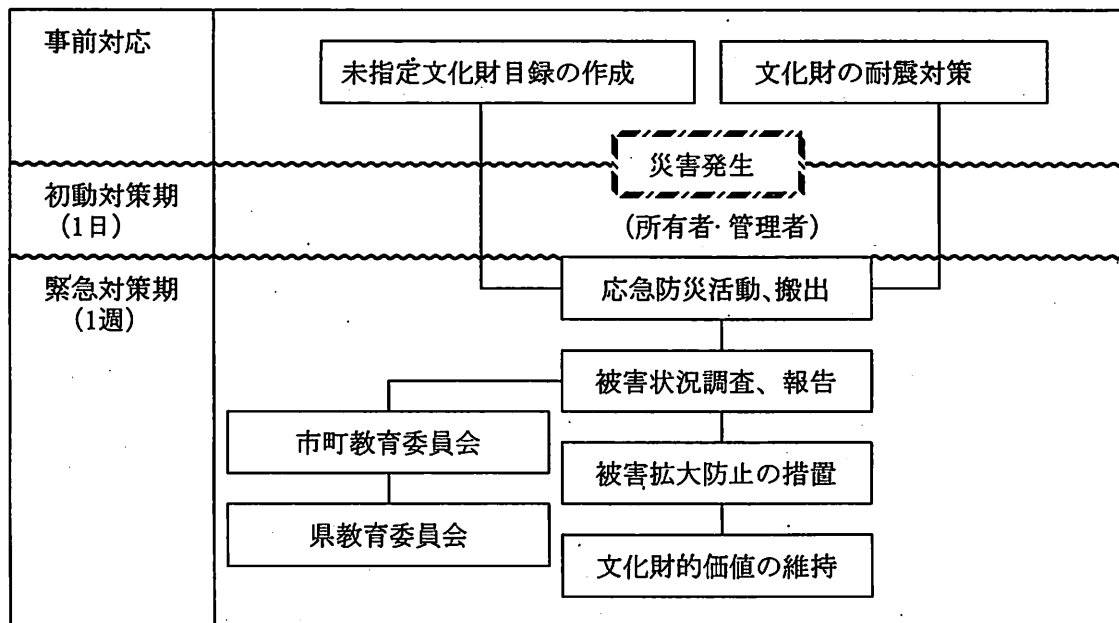 事前対応
未指定文化財目録の作成
文化財の耐震対策
災害発生
初動対策期
(1日)
(所有者・管理者)
緊急対策期
(1週)
応急防災活動、搬出
被害状況調査、報告
市町教育委員会
被害拡大防止の措置
県教育委員会
文化財的価値の維持